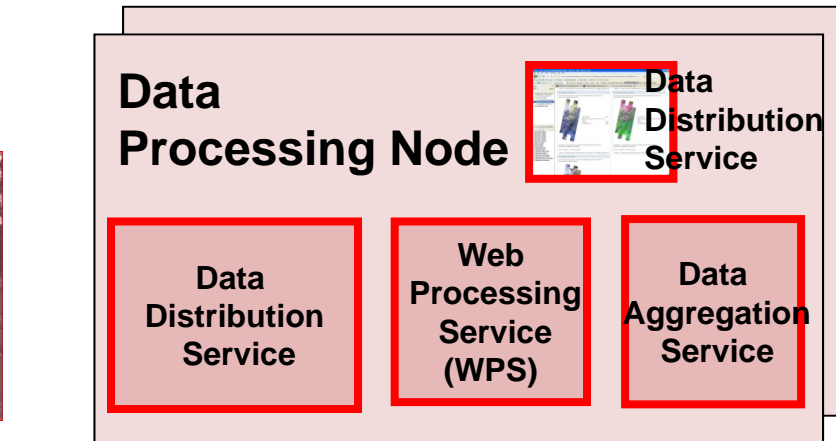 Data
Processing Node
Data
Distribution
Service
Data
Distribution
Service
Web
Processing
Service
(WPS)
Data
Aggregation
Service